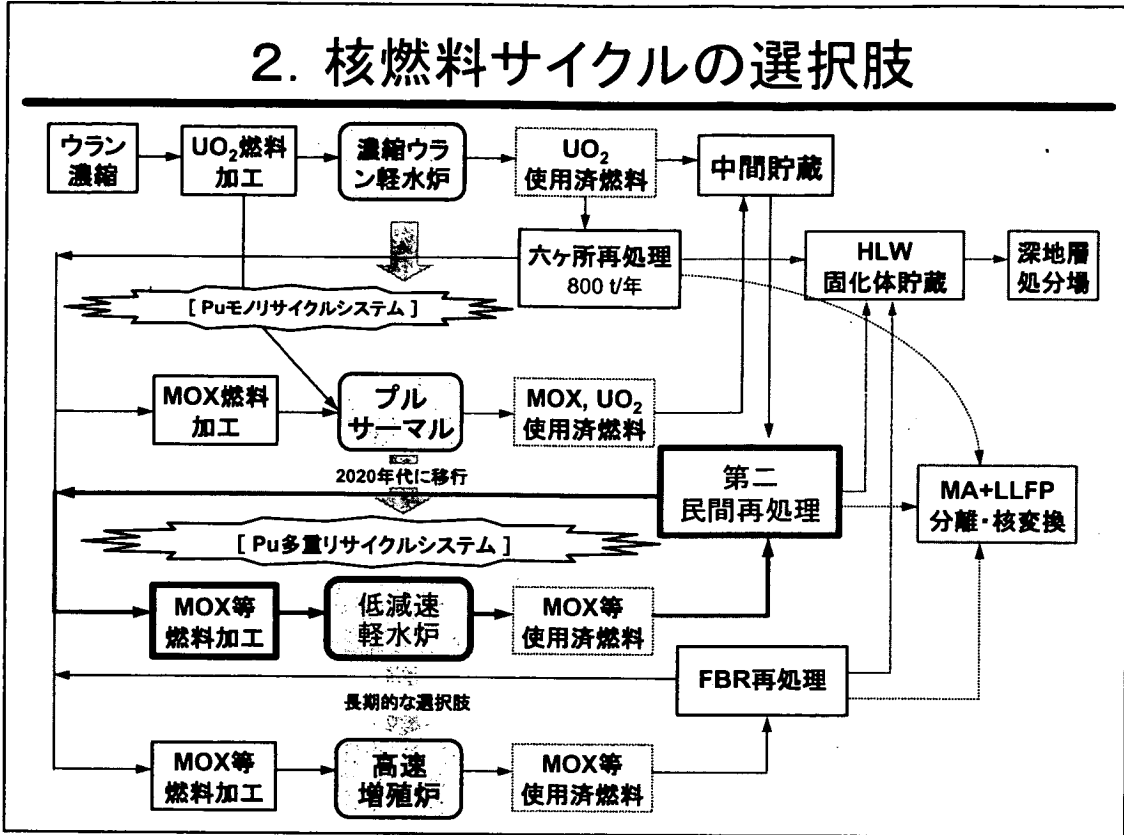 2. 核燃料サイクルの選択肢
ウラン
濃縮
UO2燃料
加工
濃縮ウラ
ン軽水炉
UO2
使用済燃料
中間貯蔵
六ヶ所再処理
800 t/年
HLW
固化体貯蔵
深地層
処分場
[ Puモノリサイクルシステム ]
MOX燃料
加工
プル
サーマル
MOX, UO2
使用済燃料
2020年代に移行
第二
民間再処理
MA+LLFP
分離・核変換
[ Pu多重リサイクルシステム ]
MOX等
燃料加工
低減速
軽水炉
MOX等
使用済燃料
FBR再処理
長期的な選択肢
MOX等
燃料加工
高速
増殖炉
MOX等
使用済燃料